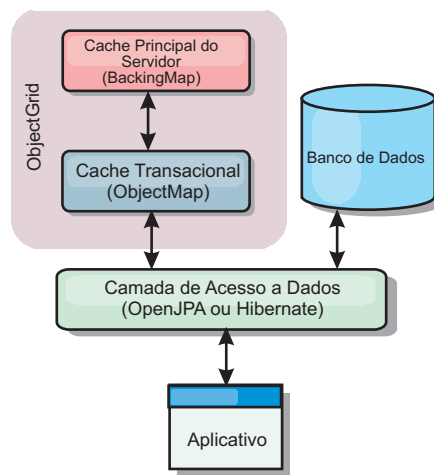 Cache Principal do
Servidor
(BackingMap)
ObjectGrid
Cache Transacional
(ObjectMap)
Banco de Dados
Camada de Acesso a Dados
(OpenJPA ou Hibernate)
Aplicativo